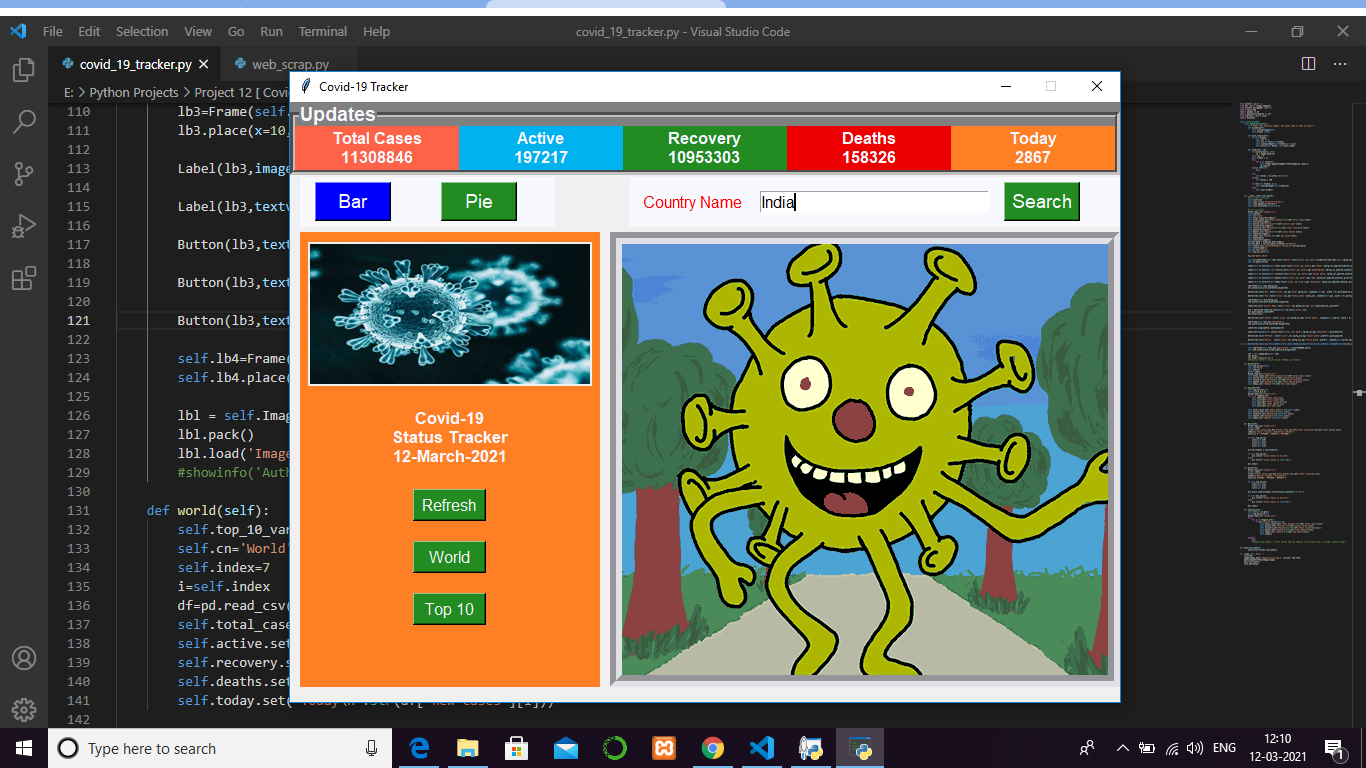 File Edit Selection View Go Run Terminal Help
covid_19_tracker.py - Visual Studio Code
covid_19_tracker.py
web_scrap.py
E: > Python Projects > Project 12 [ Covi
Covid-19 Tracker
Updates
Total Cases
11308846
Active
197217
Recovery
10953303
Deaths
158326
Today
2867
Bar
Pie
Country Name
India
Search
Covid-19
Status Tracker
12-March-2021
Refresh
World
Top 10
110 lb3=Frame(self.
111 lb3.place(x=10,
112
113 Label(lb3,image
114
115 Label(lb3,textv
116
117 Button(lb3,text
118
119 Button(lb3,text
120
121 Button(lb3,text
122
123 self.lb4=Frame(
124 self.lb4.place(
125
126 lbl = self.Imag
127 lbl.pack()
128 lbl.load('Image
129 #showinfo('Auth
130
131 def world(self):
132 self.top_10_var
133 self.cn='World'
134 self.index=7
135 i=self.index
136 df=pd.read_csv(
137 self.total_case
138 self.active.set
139 self.recovery.s
140 self.deaths.set
141 self.today.set(
142
Type here to search
ENG
12:10
12-03-2021
1